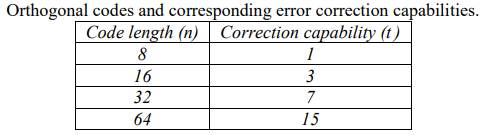 Orthogonal codes and corresponding error correction capabilities.
Code length (n) Correction capability (t)
8 1
16 3
32 7
64 15